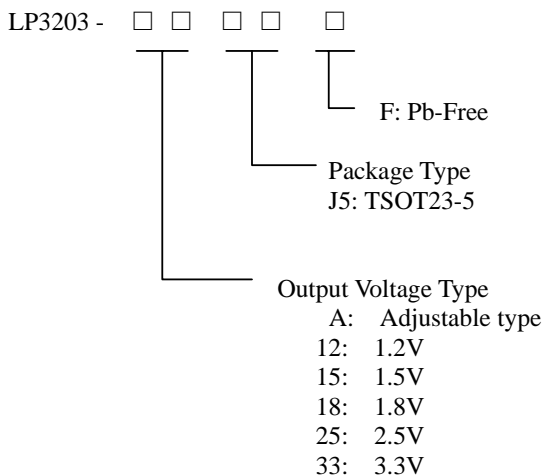 LP3203 - □ □ □ □ □
F: Pb-Free
Package Type
J5: TSOT23-5
Output Voltage Type
A: Adjustable type
12: 1.2V
15: 1.5V
18: 1.8V
25: 2.5V
33: 3.3V